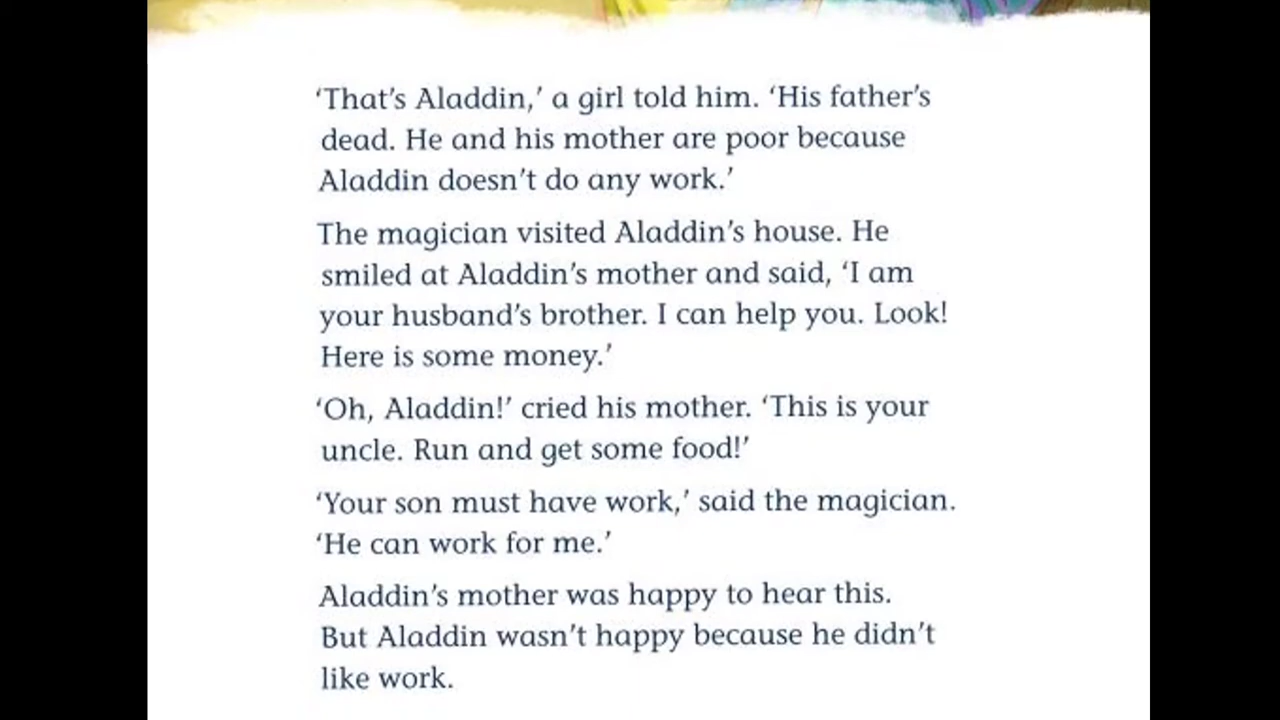 ‘That’s Aladdin,’ a girl told him. ‘His father’s
dead. He and his mother are poor because
Aladdin doesn’t do any work.’
The magician visited Aladdin’s house. He
smiled at Aladdin’s mother and said, ‘I am
your husband’s brother. I can help you. Look!
Here is some money.’
‘Oh, Aladdin!’ cried his mother. ‘This is your
uncle. Run and get some food!’
‘Your son must have work,’ said the magician.
‘He can work for me.’
Aladdin’s mother was happy to hear this.
But Aladdin wasn’t happy because he didn’t
like work.